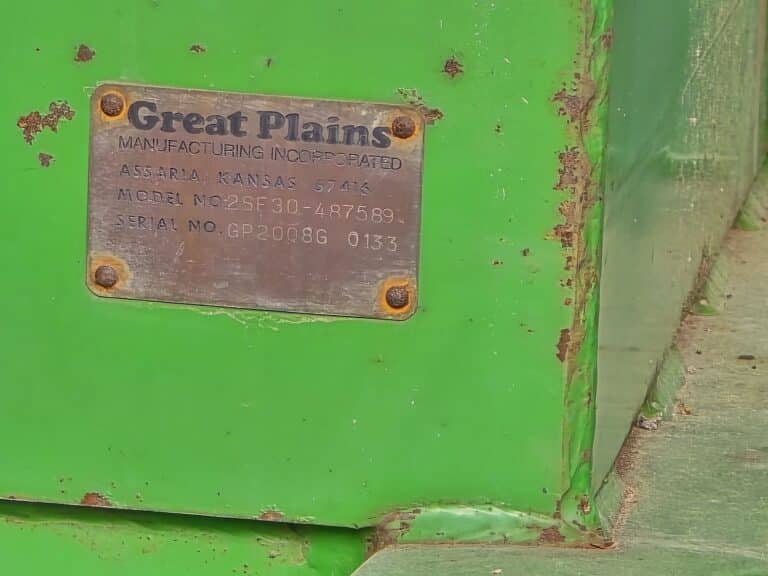 Great Plains
MANUFACTURING INCORPORATED
ASSARIA, KANSAS 67416
MODEL NO: 2SF30-487589
SERIAL NO. GP2008G 0133